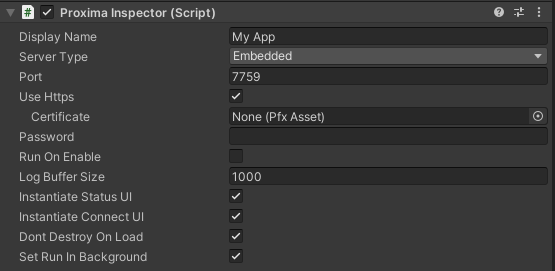 # Proxima Inspector (Script)
Display Name My App
Server Type Embedded
Port 7759
Use Https
Certificate None (Pfx Asset)
Password
Run On Enable
Log Buffer Size 1000
Instantiate Status UI
Instantiate Connect UI
Dont Destroy On Load
Set Run In Background